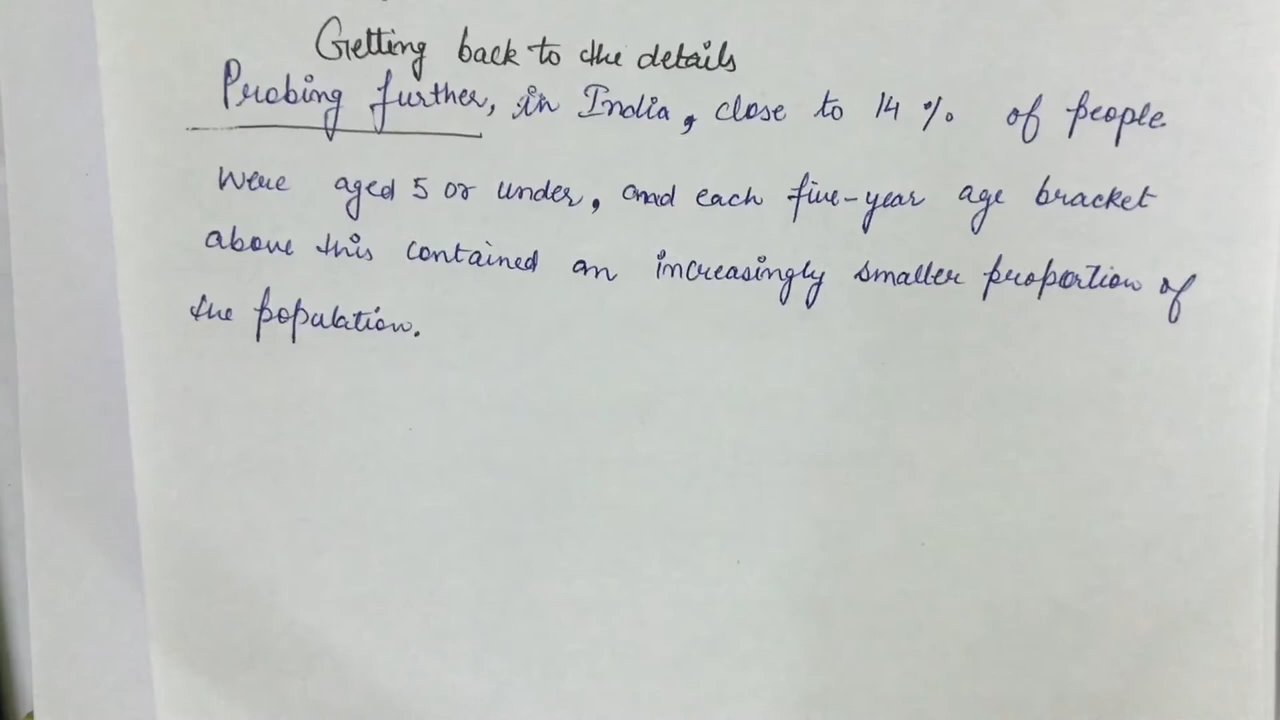 Getting back to the details
Probing further, in India, close to 14 % of people
were aged 5 or under, and each five-year age bracket
above this contained an increasingly smaller proportion of
the population.